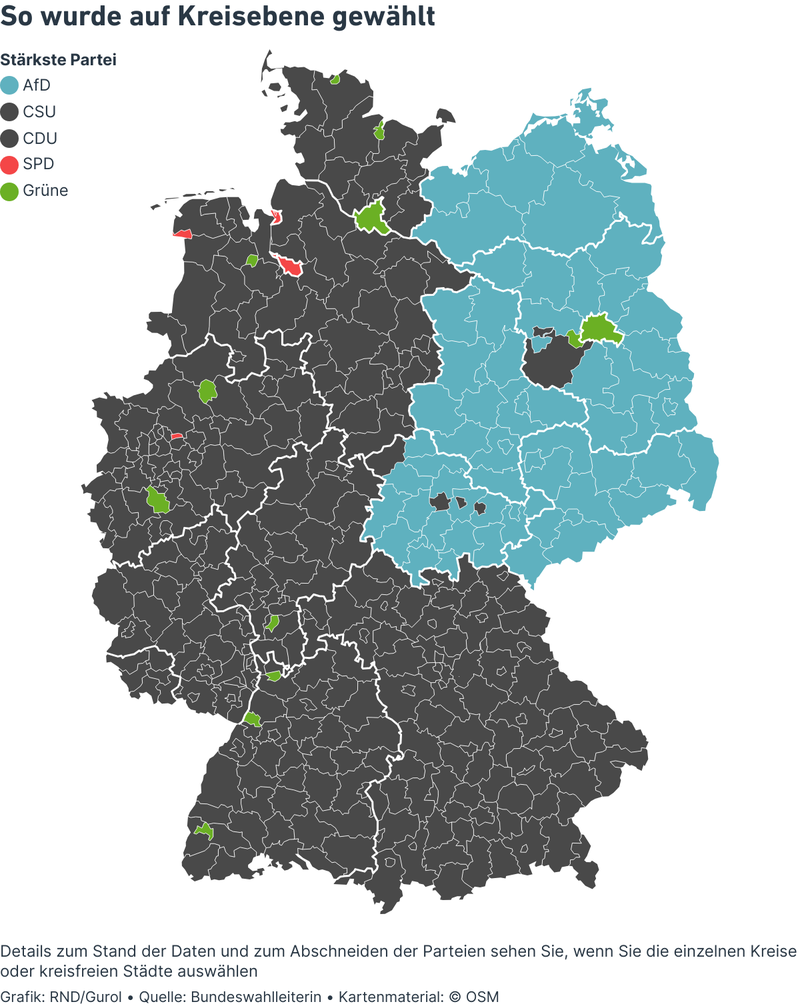 So wurde auf Kreisebene gewählt
Stärkste Partei
AfD
CSU
CDU
SPD
Grüne
Details zum Stand der Daten und zum Abschneiden der Parteien sehen Sie, wenn Sie die einzelnen Kreise
oder kreisfreien Städte auswählen
Grafik: RND/Gurol • Quelle: Bundeswahlleiterin • Kartenmaterial: © OSM